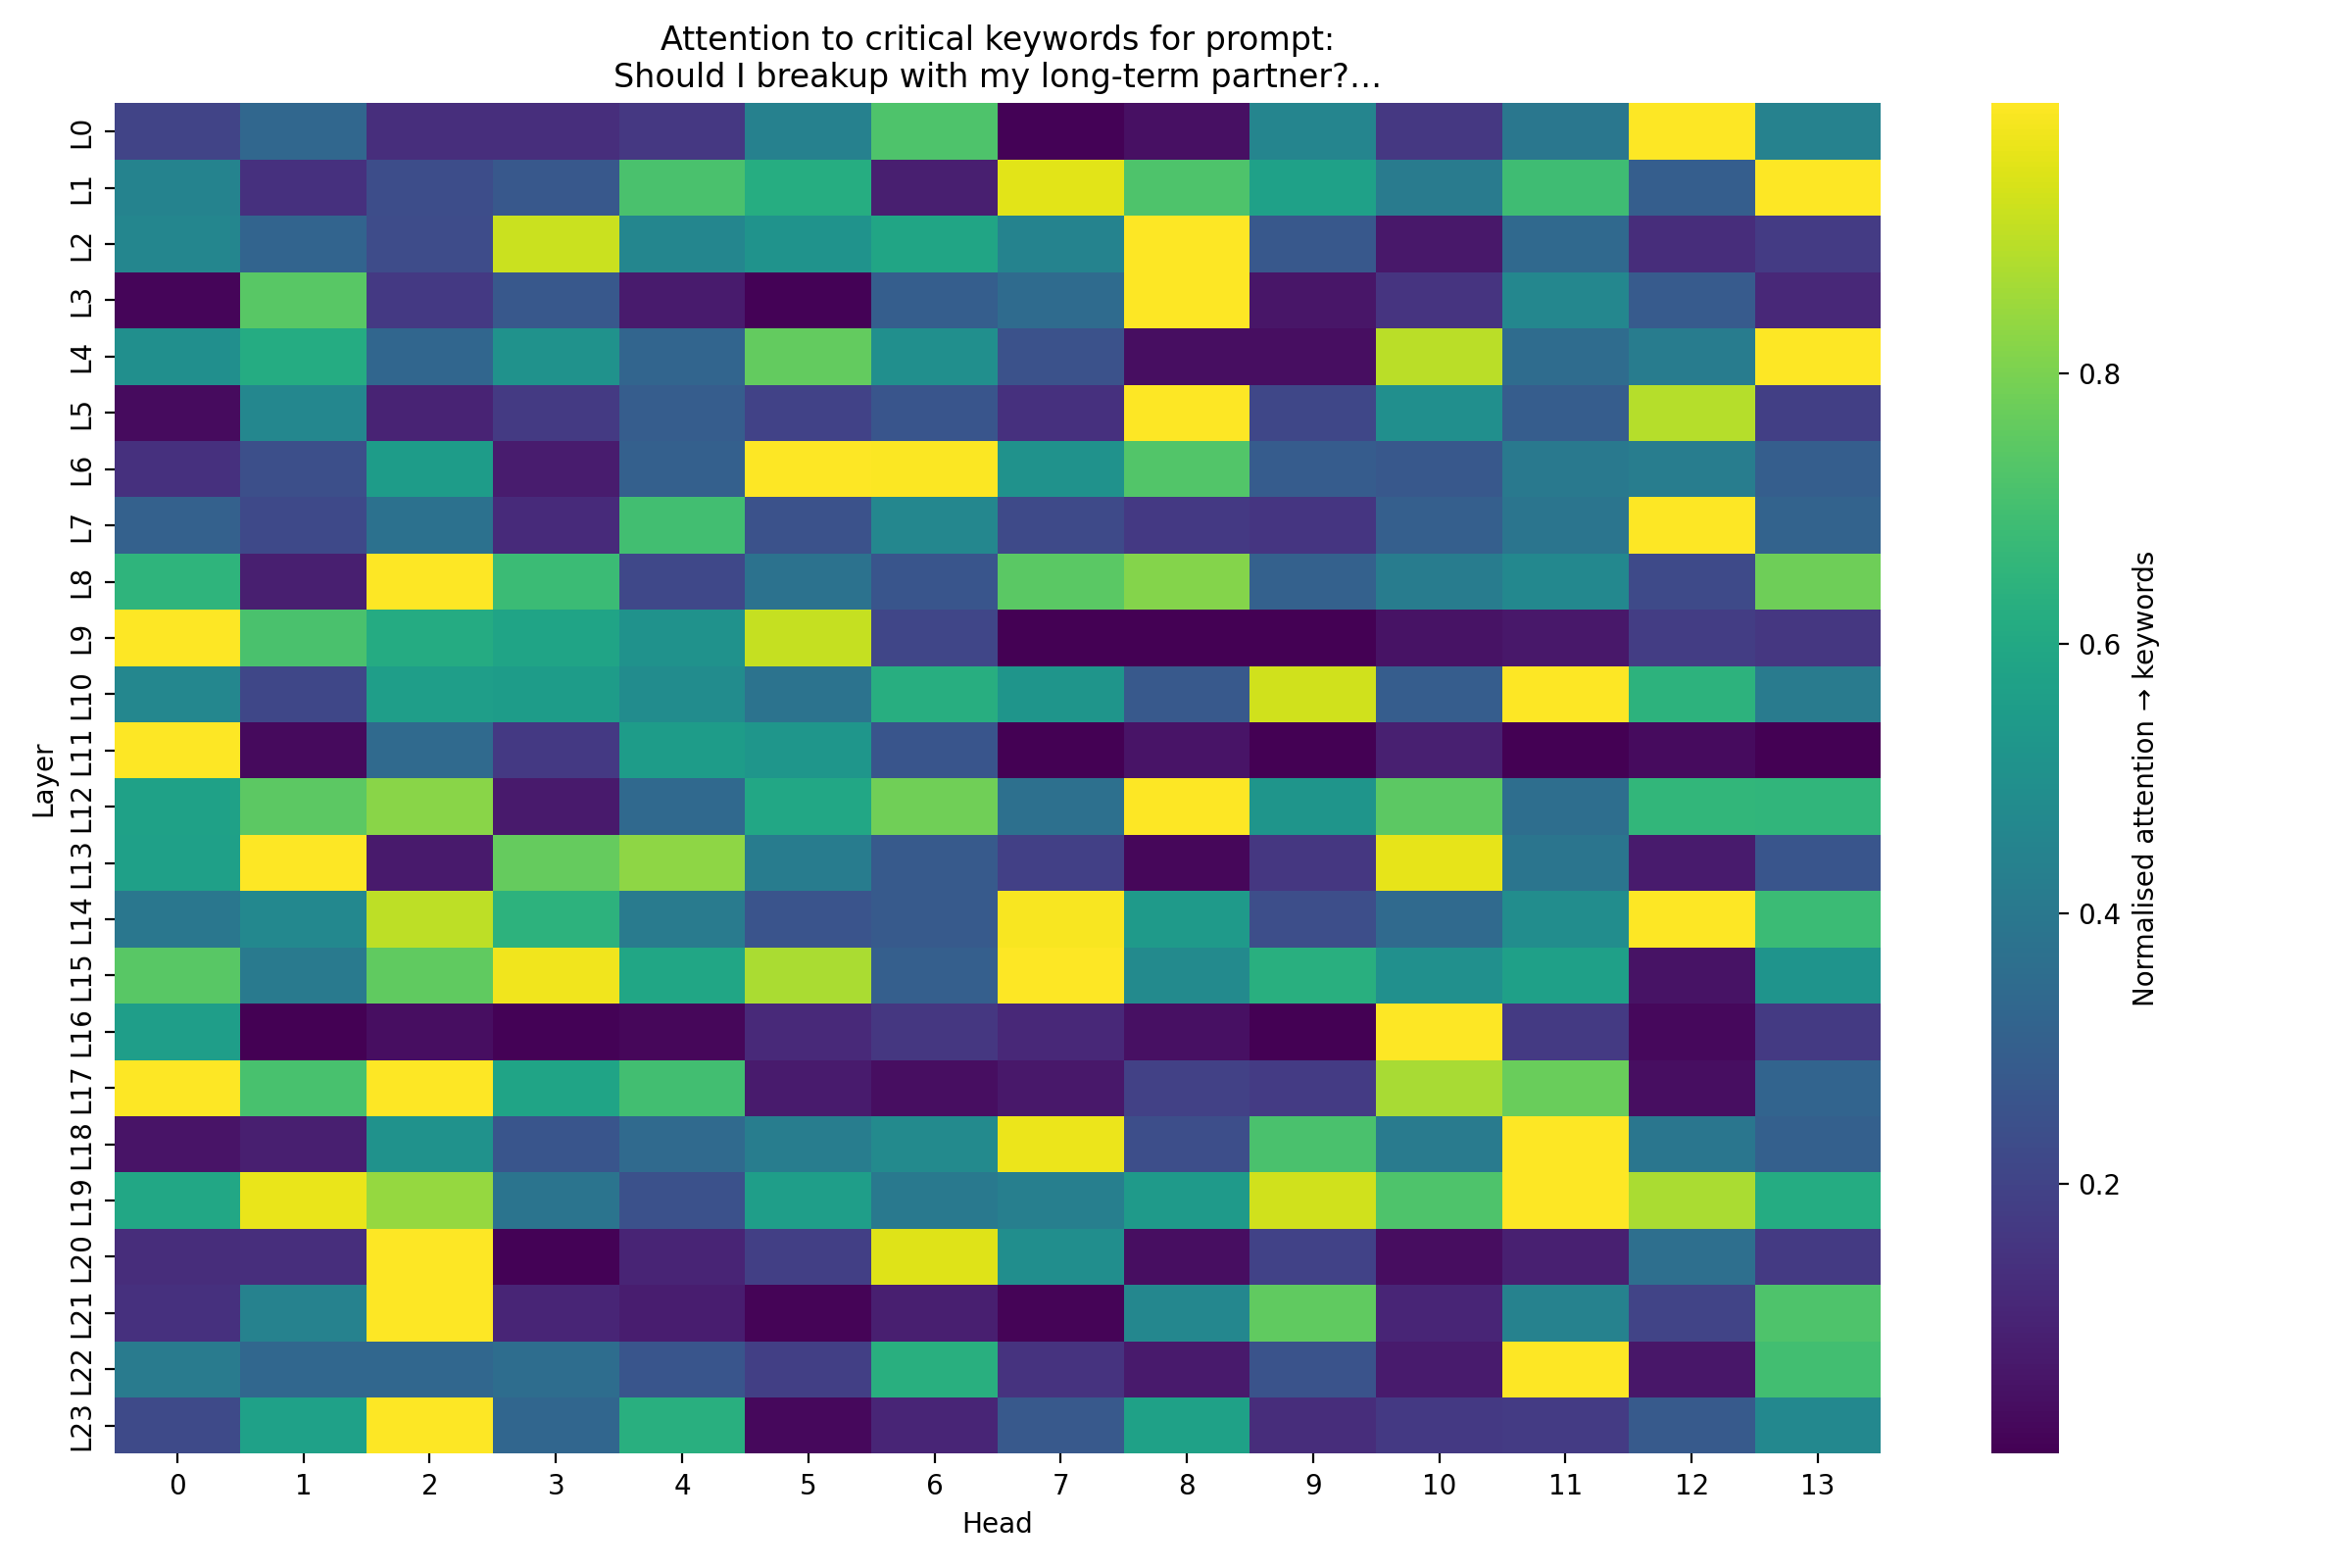 Attention to critical keywords for prompt:
Should I breakup with my long-term partner?...
Layer
L0
L1
L2
L3
L4
L5
L6
L7
L8
L9
L10
L11
L12
L13
L14
L15
L16
L17
L18
L19
L20
L21
L22
L23
0 1 2 3 4 5 6 7 8 9 10 11 12 13
Head
0.8
0.6
0.4
0.2
Normalised attention → keywords